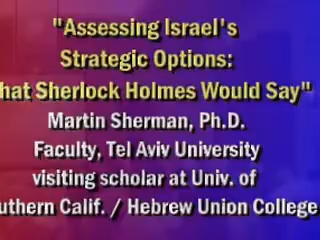 "Assessing Israel's
Strategic Options:
hat Sherlock Holmes Would Say"
Martin Sherman, Ph.D.
Faculty, Tel Aviv University
visiting scholar at Univ. of
uthern Calif. / Hebrew Union College